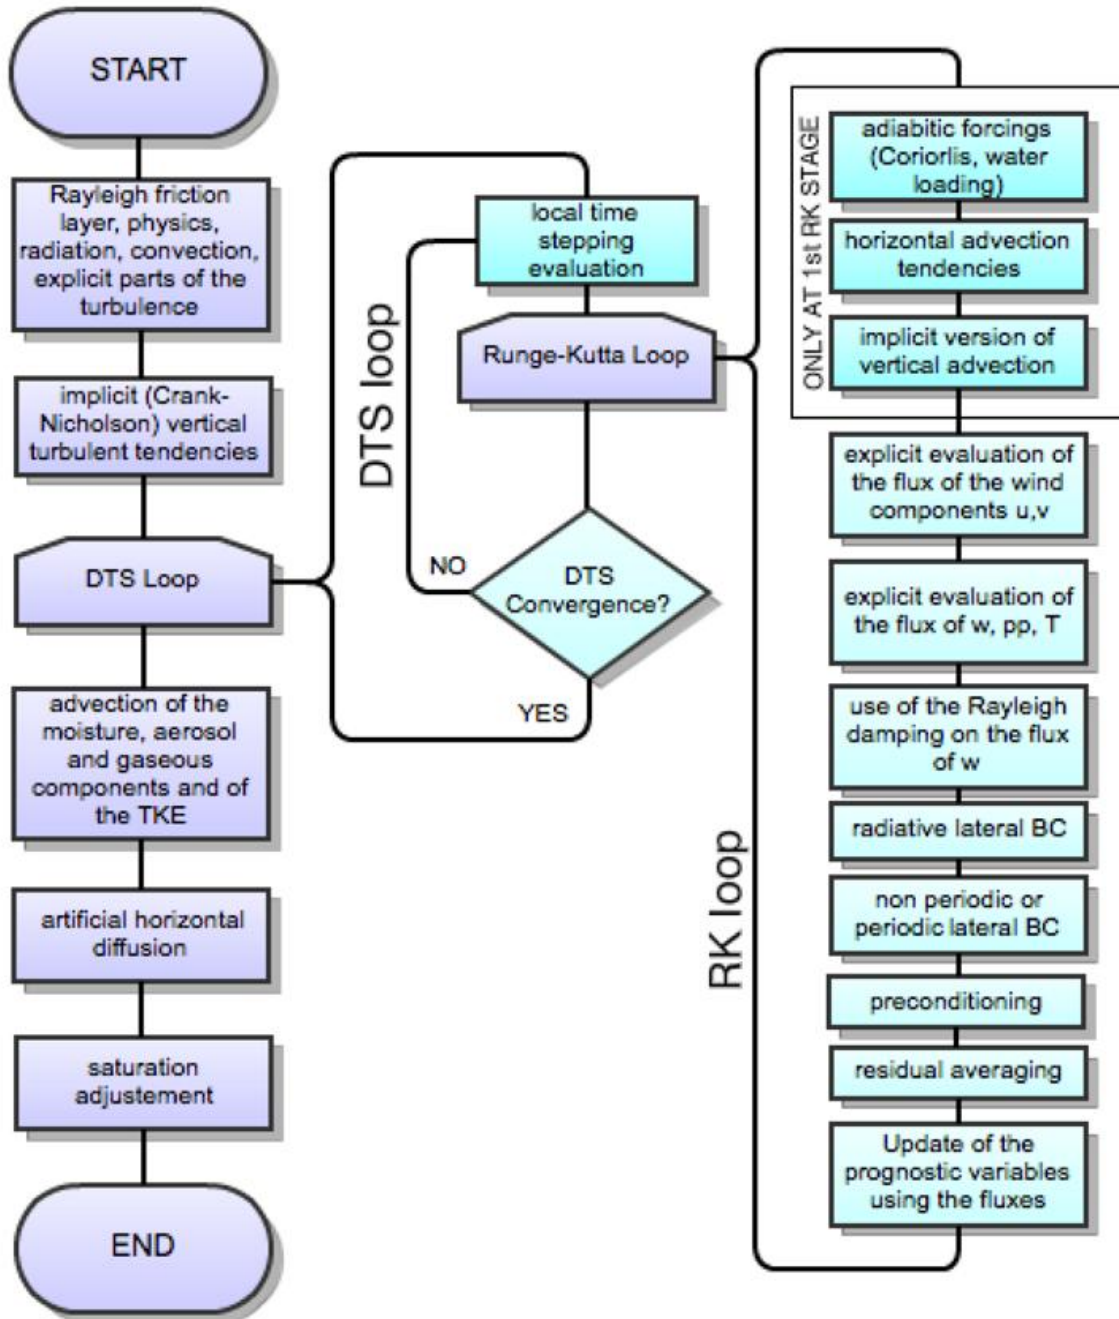 START
Rayleigh friction
layer, physics,
radiation, convection,
explicit parts of the
turbulence
implicit (Crank-
Nicholson) vertical
turbulent tendencies
DTS Loop
advection of the
moisture, aerosol
and gaseous
components and of
the TKE
artificial horizontal
diffusion
saturation
adjustement
END
DTS loop
local time
stepping
evaluation
Runge-Kutta Loop
DTS
Convergence?
NO
YES
RK loop
ONLY AT 1st RK STAGE
adiabitic forcings
(Coriorlis, water
loading)
horizontal advection
tendencies
implicit version of
vertical advection
explicit evaluation of
the flux of the wind
components u,v
explicit evaluation of
the flux of w, pp, T
use of the Rayleigh
damping on the flux
of w
radiative lateral BC
non periodic or
periodic lateral BC
preconditioning
residual averaging
Update of the
prognostic variables
using the fluxes